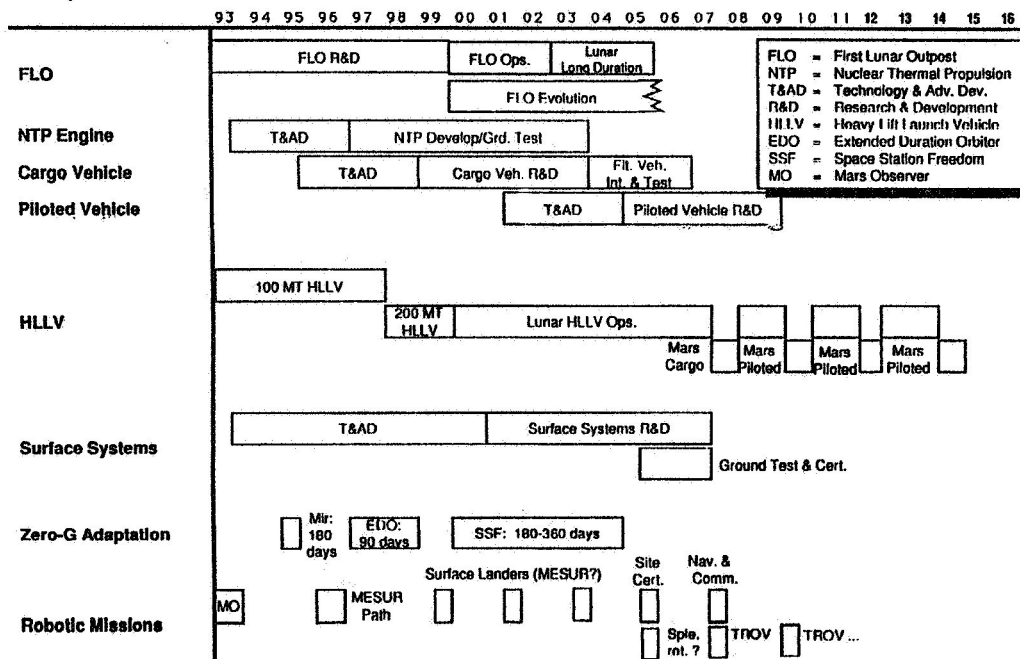 93 94 95 96 97 98 99 00 01 02 03 04 05 06 07 08 09 10 11 12 13 14 15 16
FLO
FLO R&D
FLO Ops.
Lunar
Long Duration
FLO Evolution
FLO = First Lunar Outpost
NTP = Nuclear Thermal Propulsion
T&AD = Technology & Adv. Dev.
R&D = Research & Development
HLLV = Heavy Lift Launch Vehicle
EDO = Extended Duration Orbitor
SSF = Space Station Freedom
MO = Mars Observer
NTP Engine
T&AD
NTP Develop/Grd. Test
Cargo Vehicle
T&AD
Cargo Veh. R&D
Flt. Veh.
Int. & Test
Piloted Vehicle
T&AD
Piloted Vehicle R&D
100 MT HLLV
HLLV
200 MT
HLLV
Lunar HLLV Ops.
Mars
Cargo
Mars
Piloted
Mars
Piloted
Mars
Piloted
Surface Systems
T&AD
Surface Systems R&D
Ground Test & Cert.
Zero-G Adaptation
Mir:
180
days
EDO:
90 days
SSF: 180-360 days
Robotic Missions
MO
MESUR
Path
Surface Landers (MESUR?)
Site
Cert.
Nav. &
Comm.
Sple.
rot. ?
TROV
TROV ...